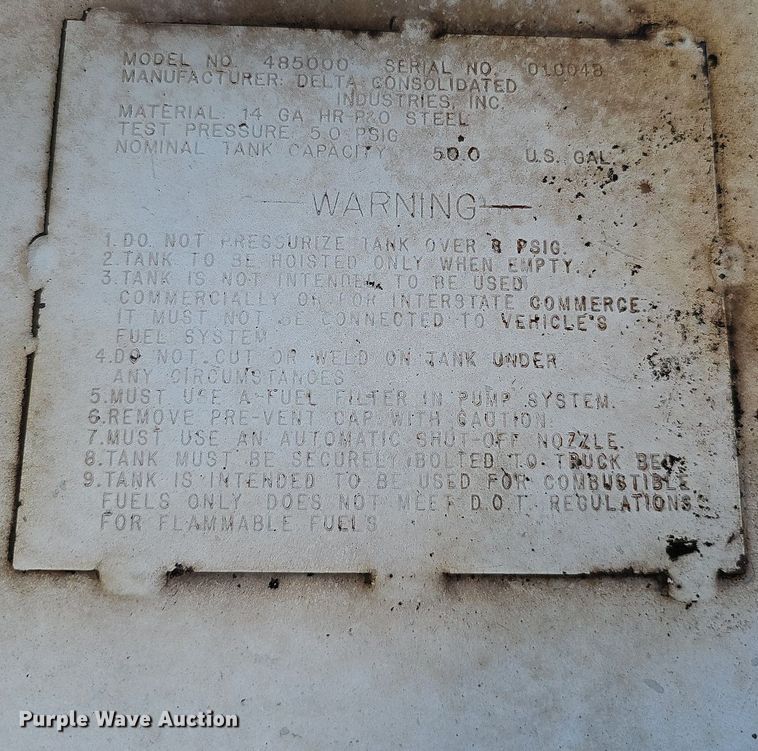 MODEL NO. 485000 SERIAL NO. 010048
MANUFACTURER: DELTA CONSOLIDATED
INDUSTRIES, INC.
MATERIAL: 14 GA HR P&O STEEL
TEST PRESSURE 5.0 PSIG
NOMINAL TANK CAPACITY 50.0 U.S. GAL.
WARNING
1. DO NOT PRESSURIZE TANK OVER PSIG.
2. TANK TO BE HOISTED ONLY WHEN EMPTY.
3. TANK IS NOT INTENDED TO BE USED
COMMERCIALLY OR FOR INTERSTATE COMMERCE.
IT MUST NOT BE CONNECTED TO VEHICLE'S
FUEL SYSTEM
4. DO NOT CUT OR WELD ON TANK UNDER
ANY CIRCUMSTANCES
5. MUST USE A FUEL FILTER IN PUMP SYSTEM.
6. REMOVE PRE-VENT CAP WITH CAUTION.
7. MUST USE AN AUTOMATIC SHUT-OFF NOZZLE.
8. TANK MUST BE SECURELY BOLTED TO TRUCK BED.
9. TANK IS INTENDED TO BE USED FOR COMBUSTIBLE
FUELS ONLY DOES NOT MEET D.O.T. REGULATIONS
FOR FLAMMABLE FUELS
Purple Wave Auction